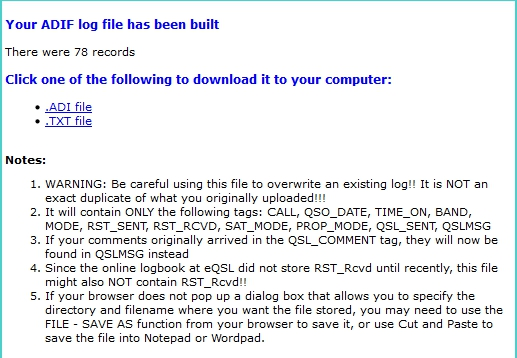 Your ADIF log file has been built
There were 78 records
Click one of the following to download it to your computer:
• .ADI file
• .TXT file
Notes:
1. WARNING: Be careful using this file to overwrite an existing log!! It is NOT an
exact duplicate of what you originally uploaded!!!
2. It will contain ONLY the following tags: CALL, QSO_DATE, TIME_ON, BAND,
MODE, RST_SENT, RST_RCVD, SAT_MODE, PROP_MODE, QSL_SENT, QSLMSG
3. If your comments originally arrived in the QSL_COMMENT tag, they will now be
found in QSLMSG instead
4. Since the online logbook at eQSL did not store RST_Rcvd until recently, this file
might also NOT contain RST_Rcvd!!
5. If your browser does not pop up a dialog box that allows you to specify the
directory and filename where you want the file stored, you may need to use the
FILE - SAVE AS function from your browser to save it, or use Cut and Paste to
save the file into Notepad or Wordpad.